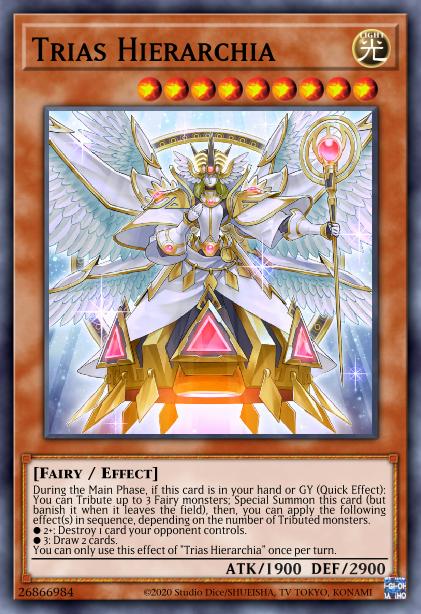 TRIAS HIERARCHIA
LIGHT
光
[FAIRY / EFFECT]
During the Main Phase, if this card is in your hand or GY (Quick Effect):
You can Tribute up to 3 Fairy monsters; Special Summon this card (but
banish it when it leaves the field), then, you can apply the following
effect(s) in sequence, depending on the number of Tributed monsters.
● 2+: Destroy 1 card your opponent controls.
● 3: Draw 2 cards.
You can only use this effect of "Trias Hierarchia" once per turn.
ATK/1900 DEF/2900
26866984 ©2020 Studio Dice/SHUEISHA, TV TOKYO, KONAMI